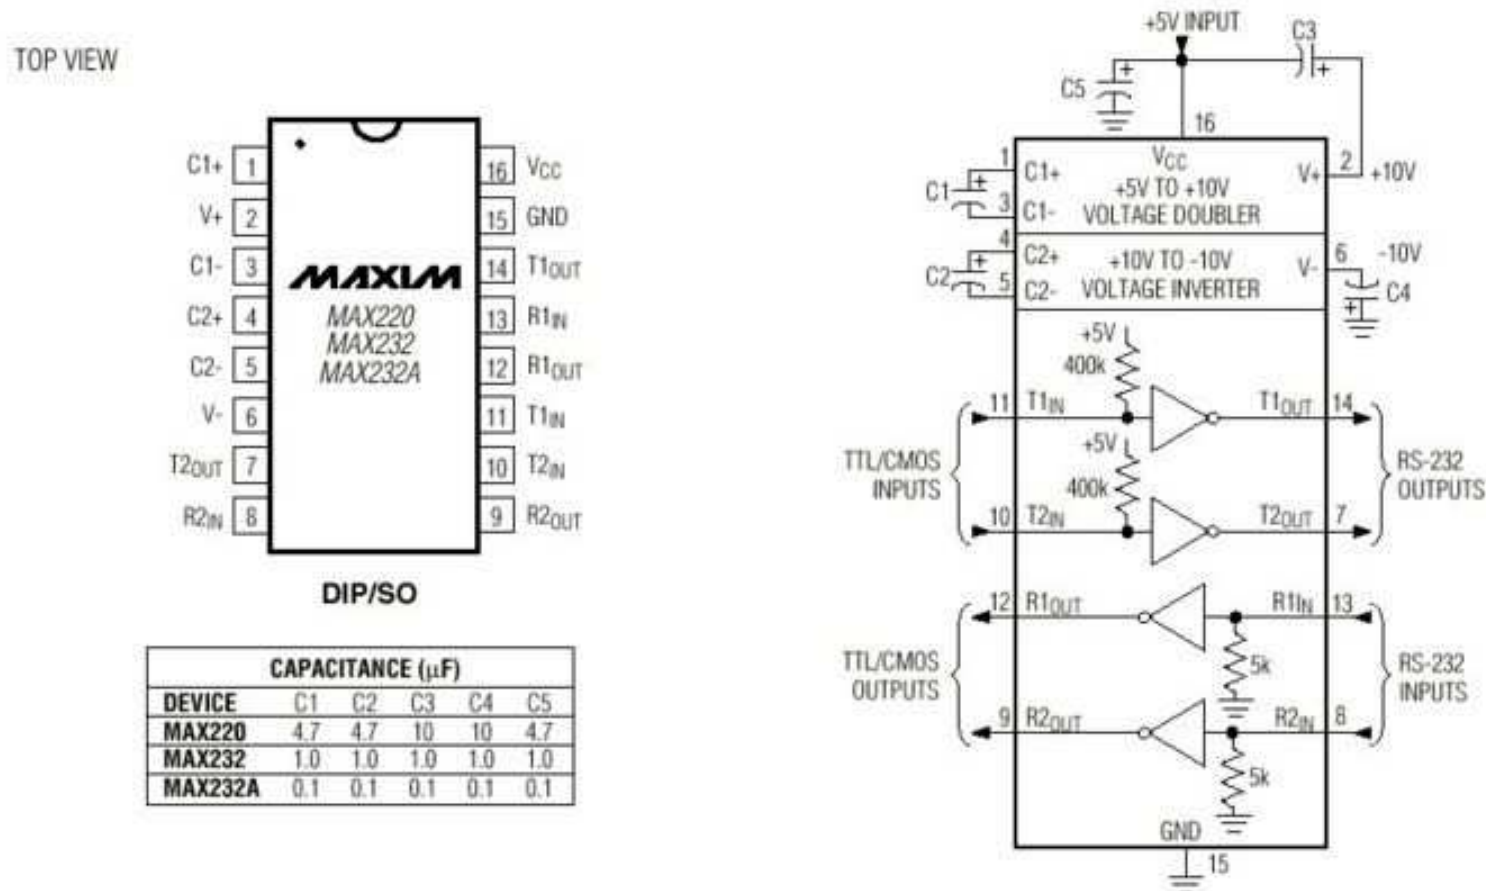 TOP VIEW
C1+ 1
V+ 2
C1- 3
C2+ 4
C2- 5
V- 6
T2OUT 7
R2IN 8
16 VCC
15 GND
14 T1OUT
13 R1IN
12 R1OUT
11 T1IN
10 T2IN
9 R2OUT
MAXIM
MAX220
MAX232
MAX232A
DIP/SO
CAPACITANCE (µF)
DEVICE C1 C2 C3 C4 C5
MAX220 4.7 4.7 10 10 4.7
MAX232 1.0 1.0 1.0 1.0 1.0
MAX232A 0.1 0.1 0.1 0.1 0.1
+5V INPUT
C3
+
C5
+
16
1
C1+
VCC
V+
2
+10V
C1
+
+5V TO +10V
3
C1-
VOLTAGE DOUBLER
4
C2+
+10V TO -10V
V-
6
-10V
C2
+
5
C2-
VOLTAGE INVERTER
C4
+
+5V
400k
11
T1IN
T1OUT
14
+5V
TTL/CMOS
INPUTS
RS-232
OUTPUTS
400k
10
T2IN
T2OUT
7
12
R1OUT
R1IN
13
TTL/CMOS
OUTPUTS
5k
RS-232
INPUTS
9
R2OUT
R2IN
8
5k
GND
15